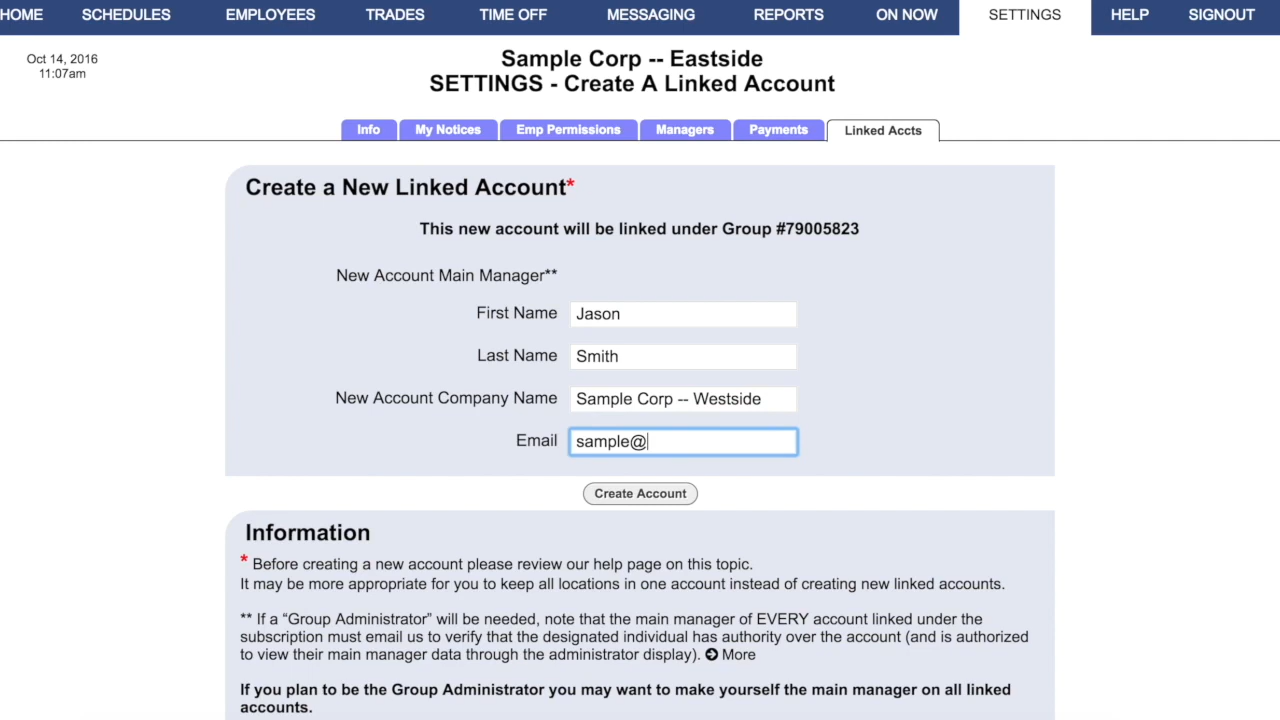 HOME SCHEDULES EMPLOYEES TRADES TIME OFF MESSAGING REPORTS ON NOW SETTINGS HELP SIGNOUT
Oct 14, 2016
11:07am
Sample Corp -- Eastside
SETTINGS - Create A Linked Account
Info My Notices Emp Permissions Managers Payments Linked Accts
Create a New Linked Account*
This new account will be linked under Group #79005823
New Account Main Manager**
First Name Jason
Last Name Smith
New Account Company Name Sample Corp -- Westside
Email sample@
Create Account
Information
* Before creating a new account please review our help page on this topic.
It may be more appropriate for you to keep all locations in one account instead of creating new linked accounts.
** If a “Group Administrator” will be needed, note that the main manager of EVERY account linked under the
subscription must email us to verify that the designated individual has authority over the account (and is authorized
to view their main manager data through the administrator display). More
If you plan to be the Group Administrator you may want to make yourself the main manager on all linked
accounts.